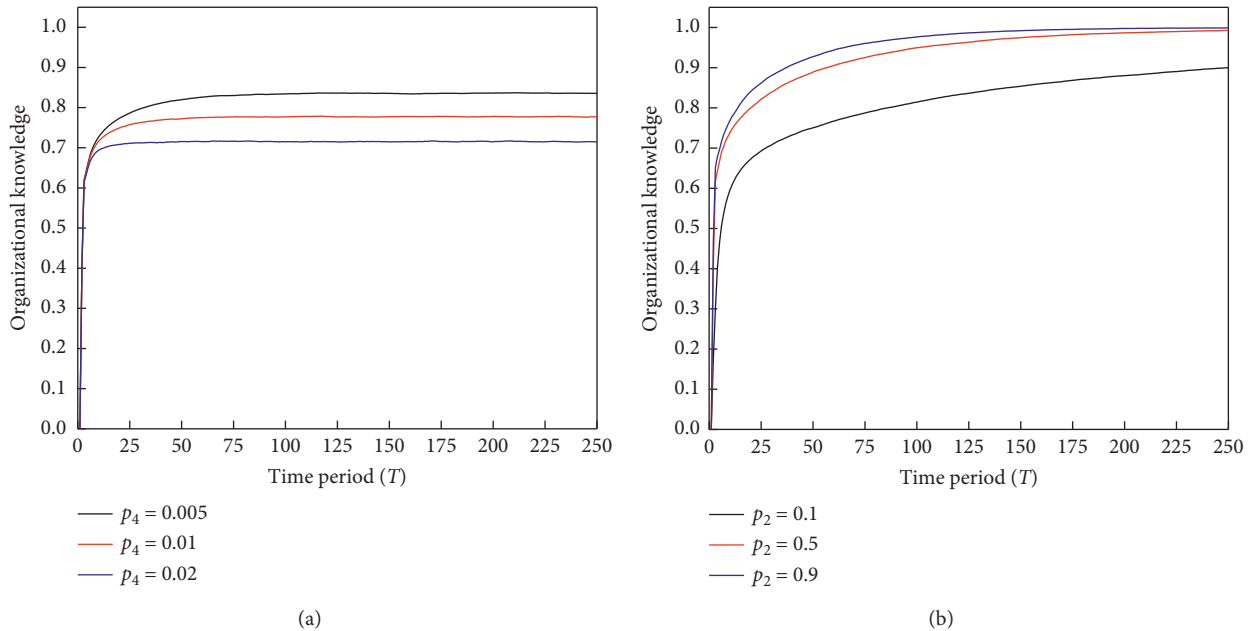 1.0
0.9
0.8
0.7
0.6
0.5
0.4
0.3
0.2
0.1
0.0
Organizational knowledge
0 25 50 75 100 125 150 175 200 225 250
Time period (T)
p4 = 0.005
p4 = 0.01
p4 = 0.02
(a)
1.0
0.9
0.8
0.7
0.6
0.5
0.4
0.3
0.2
0.1
0.0
Organizational knowledge
0 25 50 75 100 125 150 175 200 225 250
Time period (T)
p2 = 0.1
p2 = 0.5
p2 = 0.9
(b)